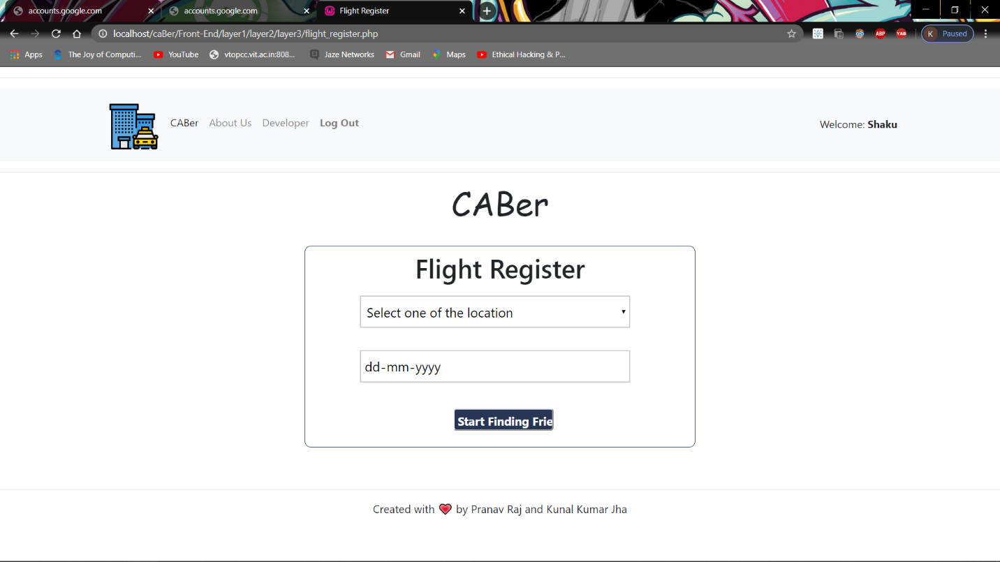 accounts.google.com
accounts.google.com
Flight Register
localhost/caBer/Front-End/layer1/layer2/layer3/flight_register.php
ABP
YAB
K Paused
Apps
The Joy of Computi...
YouTube
vtopcc.vit.ac.in:808...
Jaze Networks
Gmail
Maps
Ethical Hacking & P...
CABer
About Us
Developer
Log Out
Welcome: Shaku
CABer
Flight Register
Select one of the location
dd-mm-yyyy
Start Finding Frie
Created with ❤ by Pranav Raj and Kunal Kumar Jha